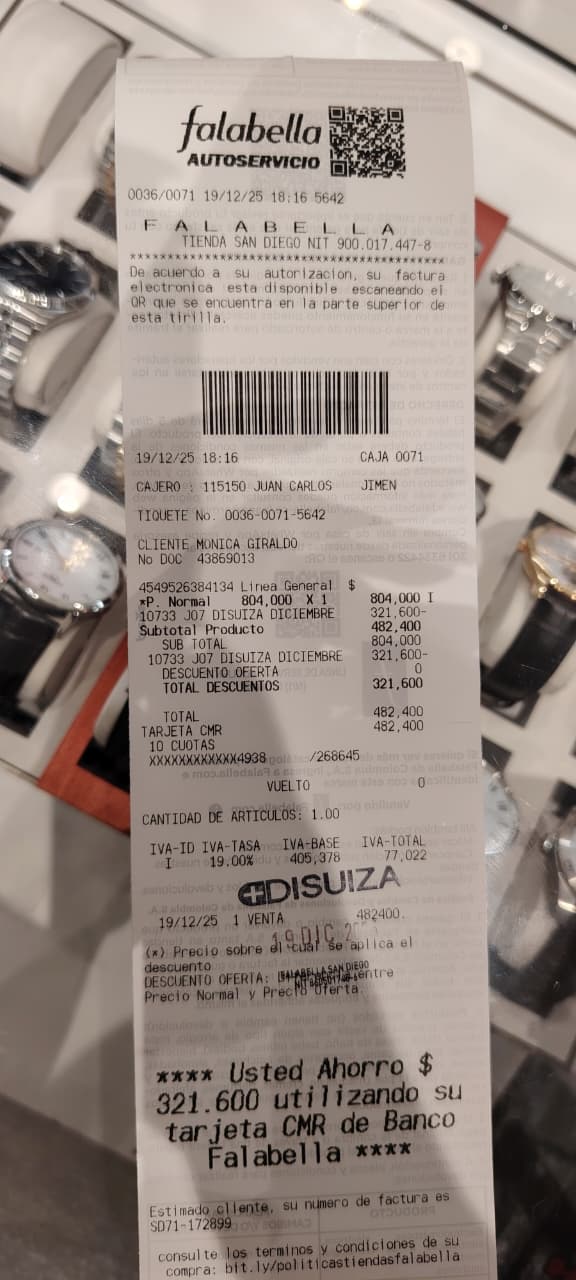 falabella
AUTOSERVICIO
0036/0071 19/12/25 18:16 5642
F A L A B E L L A
TIENDA SAN DIEGO NIT 900.017.447-8
****************************************
De acuerdo a su autorizacion, su factura
electronica esta disponible escaneando el
QR que se encuentra en la parte superior de
esta tirilla.
19/12/25 18:16 CAJA 0071
CAJERO : 115150 JUAN CARLOS JIMEN
TIQUETE No. 0036-0071-5642
CLIENTE MONICA GIRALDO
No DOC 43869013
4549526384134 Linea General $
*P. Normal 804,000 X 1 804,000 I
10733 J07 DISUIZA DICIEMBRE 321,600-
Subtotal Producto 482,400
SUB TOTAL 804,000
10733 J07 DISUIZA DICIEMBRE 321,600-
DESCUENTO OFERTA 0
TOTAL DESCUENTOS 321,600
TOTAL 482,400
TARJETA CMR 482,400
10 CUOTAS
XXXXXXXXXXXX4938 /268645
VUELTO 0
CANTIDAD DE ARTICULOS: 1.00
IVA-ID IVA-TASA IVA-BASE IVA-TOTAL
I 19.00% 405,378 77,022
DISUIZA
19/12/25 1 VENTA 482400.
19 DIC 2
(*) Precio sobre el cual se aplica el
descuento
FALABELLA SAN DIEGO
DESCUENTO OFERTA: entre
Precio Normal y Precio Oferta.
**** Usted Ahorro $
321.600 utilizando su
tarjeta CMR de Banco
Falabella ****
Estimado cliente, su numero de factura es
SD71-172899
consulte los terminos y condiciones de su
compra: bit.ly/politicastiendasfalabella